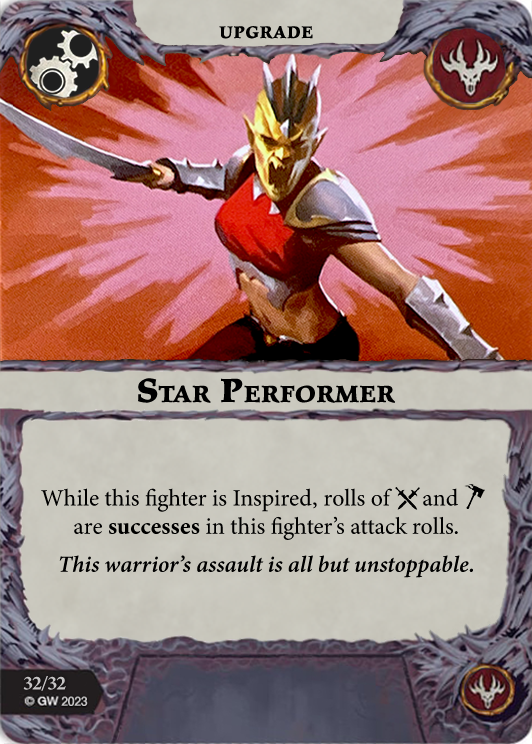 UPGRADE
STAR PERFORMER
While this fighter is Inspired, rolls of and
are successes in this fighter's attack rolls.
This warrior's assault is all but unstoppable.
32/32
© GW 2023